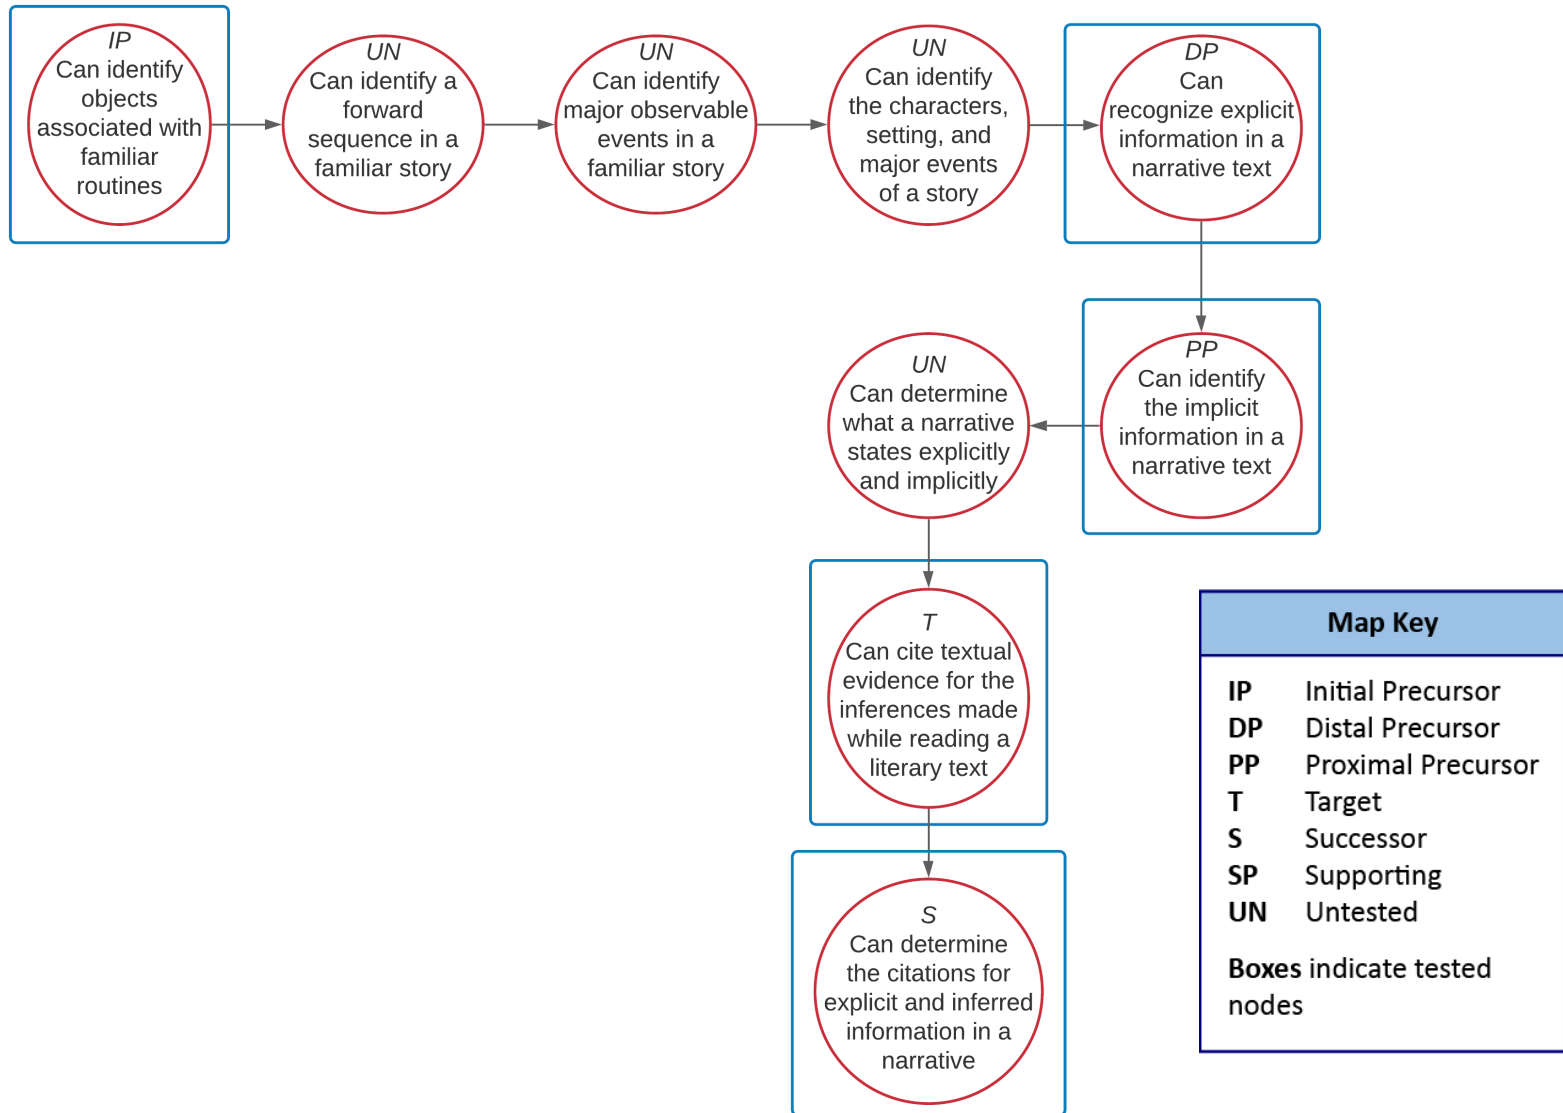 IP
Can identify
objects
associated with
familiar
routines
UN
Can identify a
forward
sequence in a
familiar story
UN
Can identify
major observable
events in a
familiar story
UN
Can identify
the characters,
setting, and
major events
of a story
DP
Can
recognize explicit
information in a
narrative text
PP
Can identify
the implicit
information in a
narrative text
UN
Can determine
what a narrative
states explicitly
and implicitly
T
Can cite textual
evidence for the
inferences made
while reading a
literary text
S
Can determine
the citations for
explicit and inferred
information in a
narrative
Map Key
IP Initial Precursor
DP Distal Precursor
PP Proximal Precursor
T Target
S Successor
SP Supporting
UN Untested
Boxes indicate tested
nodes